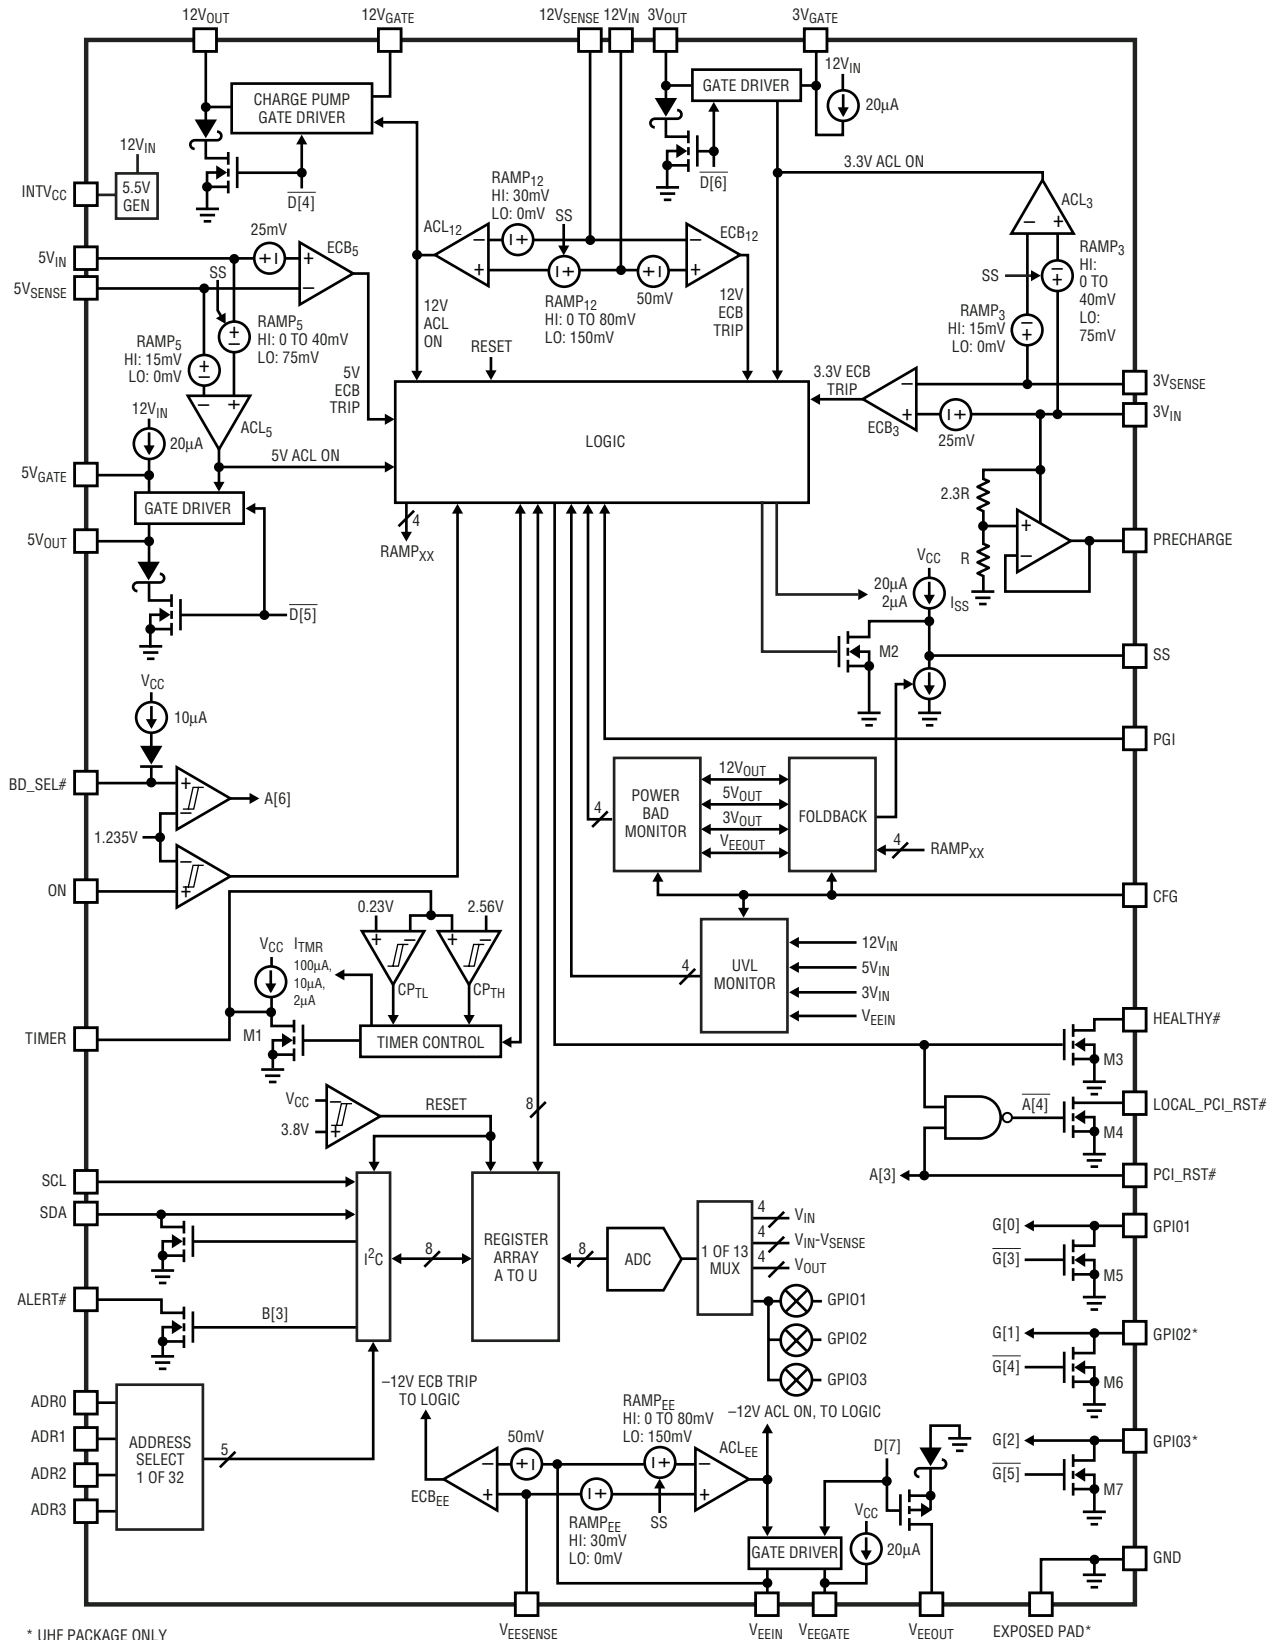 12VOUT
12VGATE
12VSENSE
12VIN
3VOUT
3VGATE
CHARGE PUMP
GATE DRIVER
GATE DRIVER
12VIN
20µA
12VIN
INTVCC
5.5V
GEN
D[4]
D[6]
3.3V ACL ON
RAMP12
HI: 30mV
LO: 0mV
SS
ACL12
ECB12
− + − +
RAMP12
HI: 0 TO 80mV
LO: 150mV
50mV
12V
ACL
ON
12V
ECB
TRIP
ACL3
− +
RAMP3
HI:
0 TO
40mV
LO:
75mV
SS
RAMP3
HI: 15mV
LO: 0mV
5VIN
5VSENSE
25mV
ECB5
+ −
SS
RAMP5
HI: 0 TO 40mV
LO: 75mV
RAMP5
HI: 15mV
LO: 0mV
5V
ECB
TRIP
− +
ACL5
12VIN
20µA
5V ACL ON
RESET
LOGIC
3.3V ECB
TRIP
− +
ECB3
25mV
3VSENSE
3VIN
5VGATE
GATE DRIVER
5VOUT
D[5]
4
RAMPXX
2.3R
R
+ −
PRECHARGE
VCC
20µA
2µA
ISS
M2
SS
PGI
VCC
10µA
BD_SEL#
+ −
A[6]
1.235V
− +
ON
POWER
BAD
MONITOR
4
12VOUT
5VOUT
3VOUT
VEEOUT
FOLDBACK
4
RAMPXX
CFG
UVL
MONITOR
4
12VIN
5VIN
3VIN
VEEIN
0.23V
2.56V
+ − + −
CPTL
CPTH
VCC
ITMR
100µA,
10µA,
2µA
M1
TIMER
TIMER CONTROL
HEALTHY#
M3
A[4]
LOCAL_PCI_RST#
M4
A[3]
PCI_RST#
VCC
3.8V
− +
RESET
8
SCL
SDA
I2C
8
REGISTER
ARRAY
A TO U
8
ADC
1 OF 13
MUX
4
VIN
4
VIN-VSENSE
4
VOUT
GPIO1
GPIO2
GPIO3
ALERT#
B[3]
G[0]
GPIO1
G[3]
M5
G[1]
GPIO2*
G[4]
M6
G[2]
GPIO3*
G[5]
M7
ADR0
ADR1
ADR2
ADR3
ADDRESS
SELECT
1 OF 32
5
−12V ECB TRIP
TO LOGIC
50mV
− +
ECBEE
RAMPEE
HI: 0 TO 80mV
LO: 150mV
RAMPEE
HI: 30mV
LO: 0mV
SS
− +
ACLEE
−12V ACL ON, TO LOGIC
D[7]
VCC
20µA
GATE DRIVER
GND
VEESENSE
VEEIN
VEEGATE
VEEOUT
EXPOSED PAD*
* UHF PACKAGE ONLY